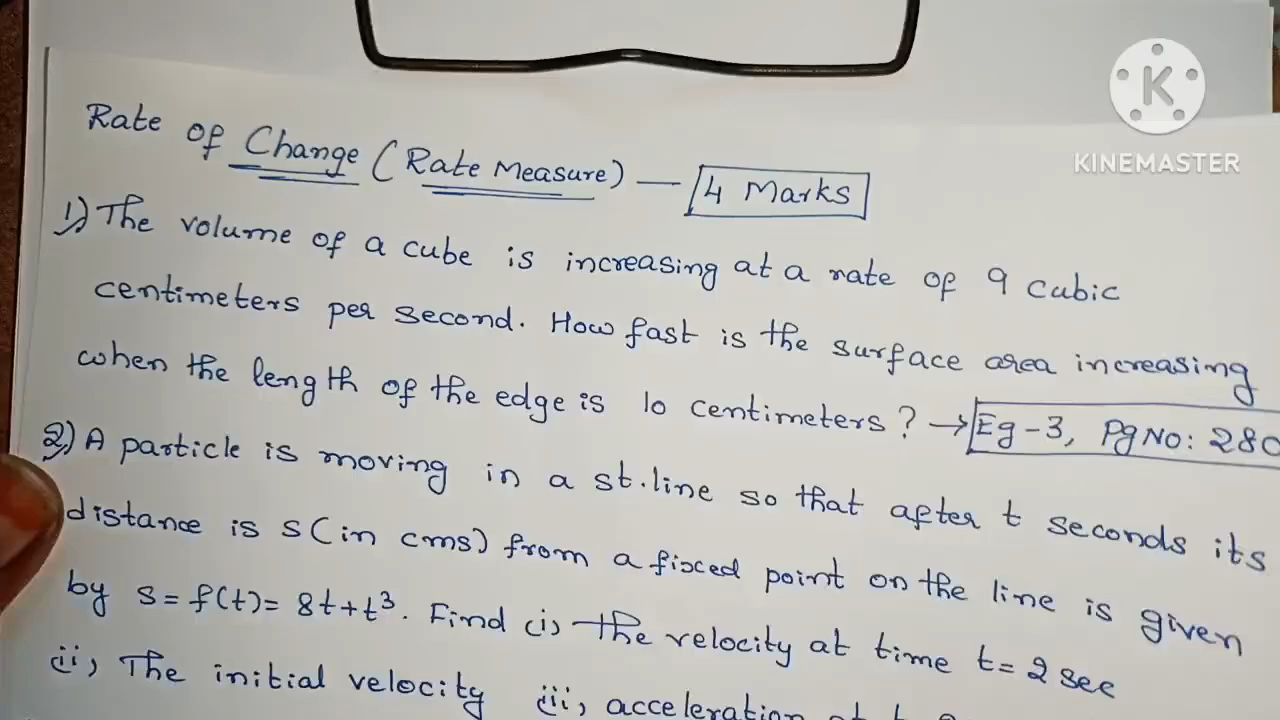 KINEMASTER
Rate of Change (Rate Measure) — 4 Marks
1) The volume of a cube is increasing at a rate of 9 cubic
centimeters per second. How fast is the surface area increasing
when the length of the edge is 10 centimeters? → Eg-3, Pg No: 280
2) A particle is moving in a st.line so that after t seconds its
distance is s (in cms) from a fixed point on the line is given
by s = f(t) = 8t + t³. Find (i) the velocity at time t = 2 sec
(ii) The initial velocity (iii) acceleration at t